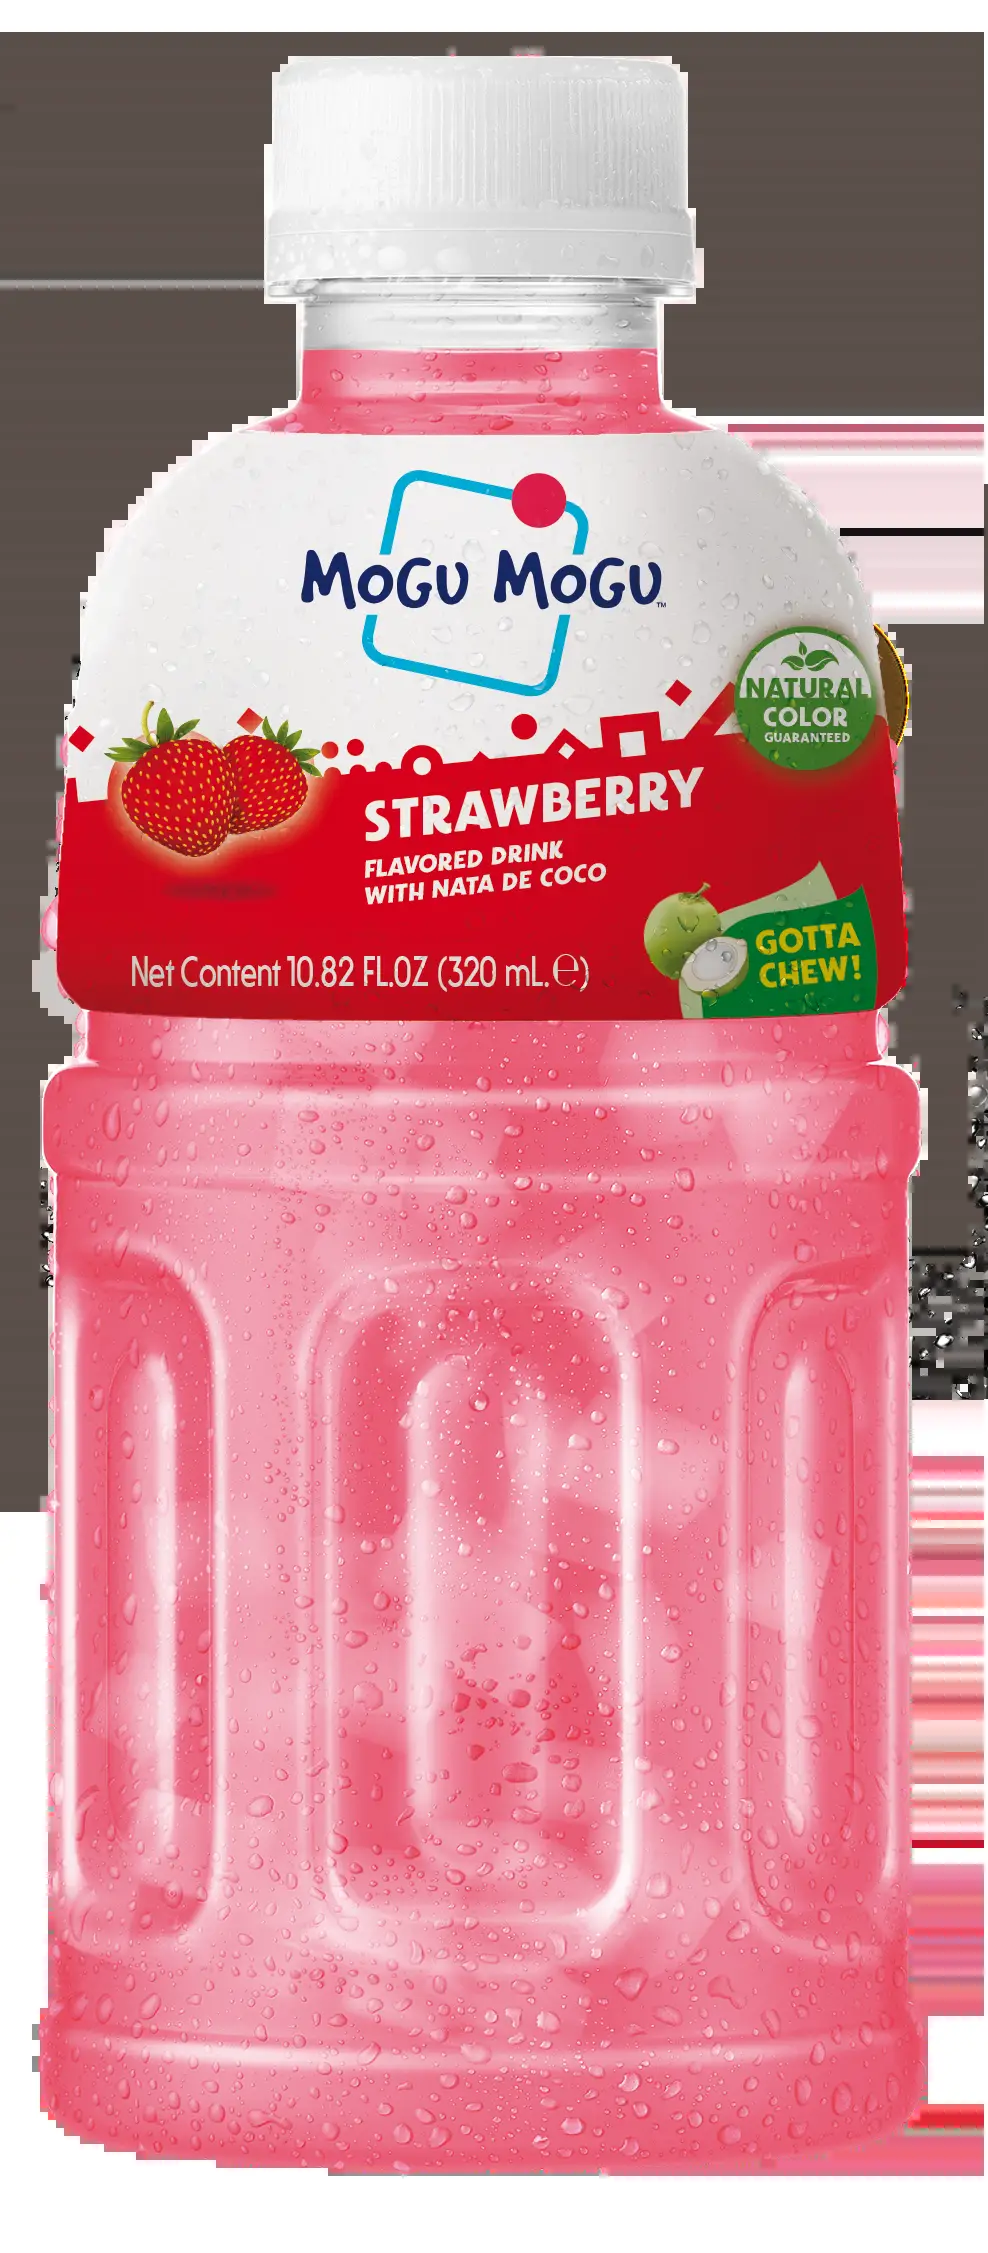 MOGU MOGU™
NATURAL
COLOR
GUARANTEED
STRAWBERRY
FLAVORED DRINK
WITH NATA DE COCO
GOTTA
CHEW!
Net Content 10.82 FL.OZ (320 mL.℮)